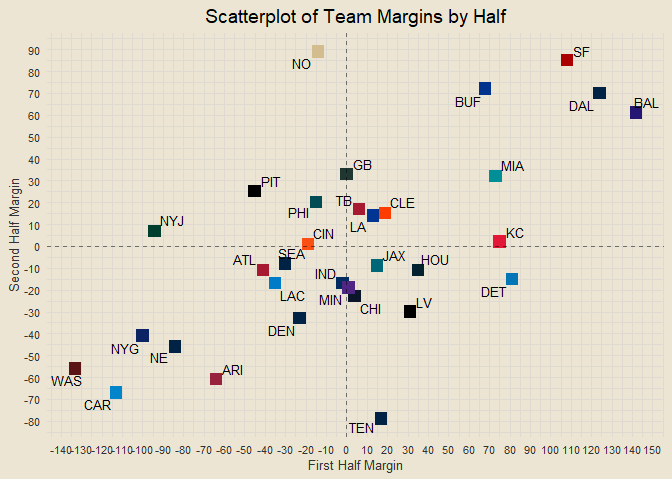 Scatterplot of Team Margins by Half
90
NO
SF
80
BUF
70
DAL
BAL
60
50
40
GB
MIA
30
PIT
20
PHI
TB
CLE
LA
10
NYJ
CIN
KC
0
SEA
JAX
ATL
IND
HOU
-10
DET
-20
LAC
MIN
CHI
LV
-30
DEN
-40
NYG
NE
-50
WAS
ARI
-60
CAR
-70
TEN
-80
Second Half Margin
-140 -130 -120 -110 -100 -90 -80 -70 -60 -50 -40 -30 -20 -10 0 10 20 30 40 50 60 70 80 90 100 110 120 130 140 150
First Half Margin